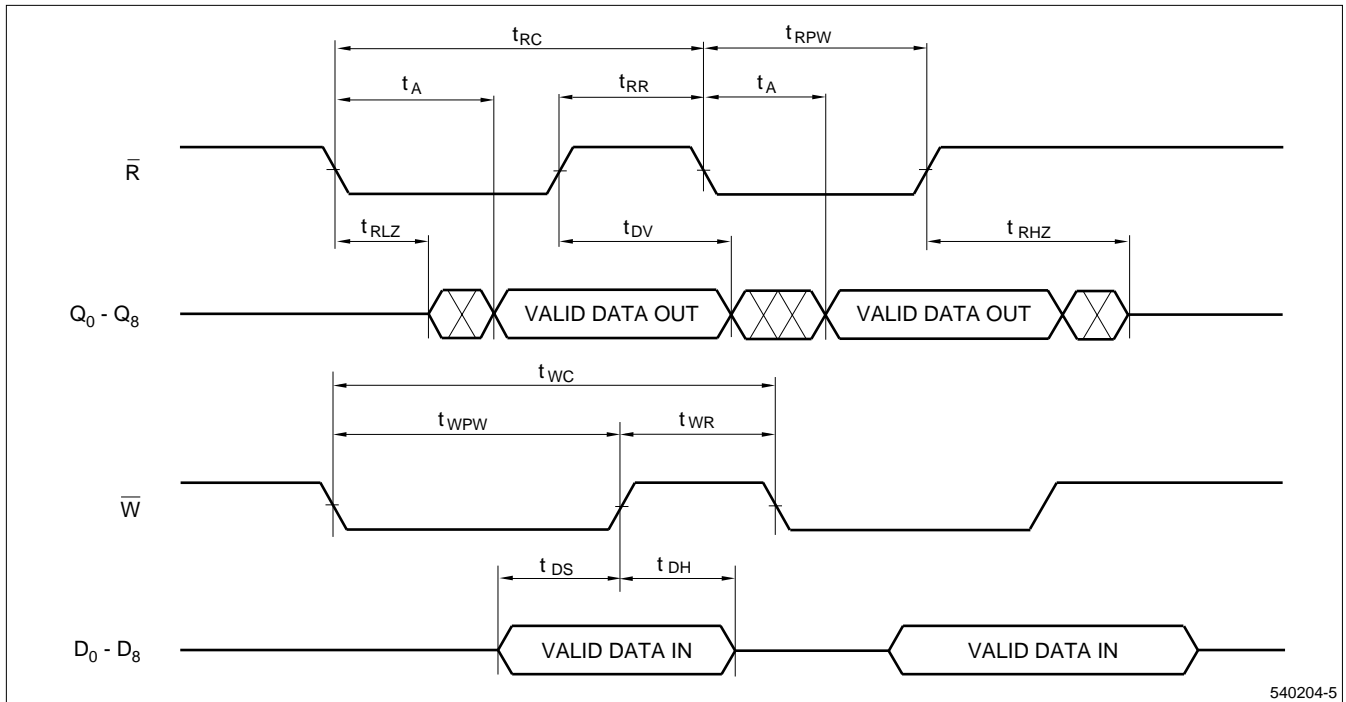 tRC
tRPW
tA
tRR
tA
R̅
tRLZ
tDV
tRHZ
Q0 - Q8
VALID DATA OUT
VALID DATA OUT
tWC
tWPW
tWR
W̅
tDS
tDH
D0 - D8
VALID DATA IN
VALID DATA IN
540204-5